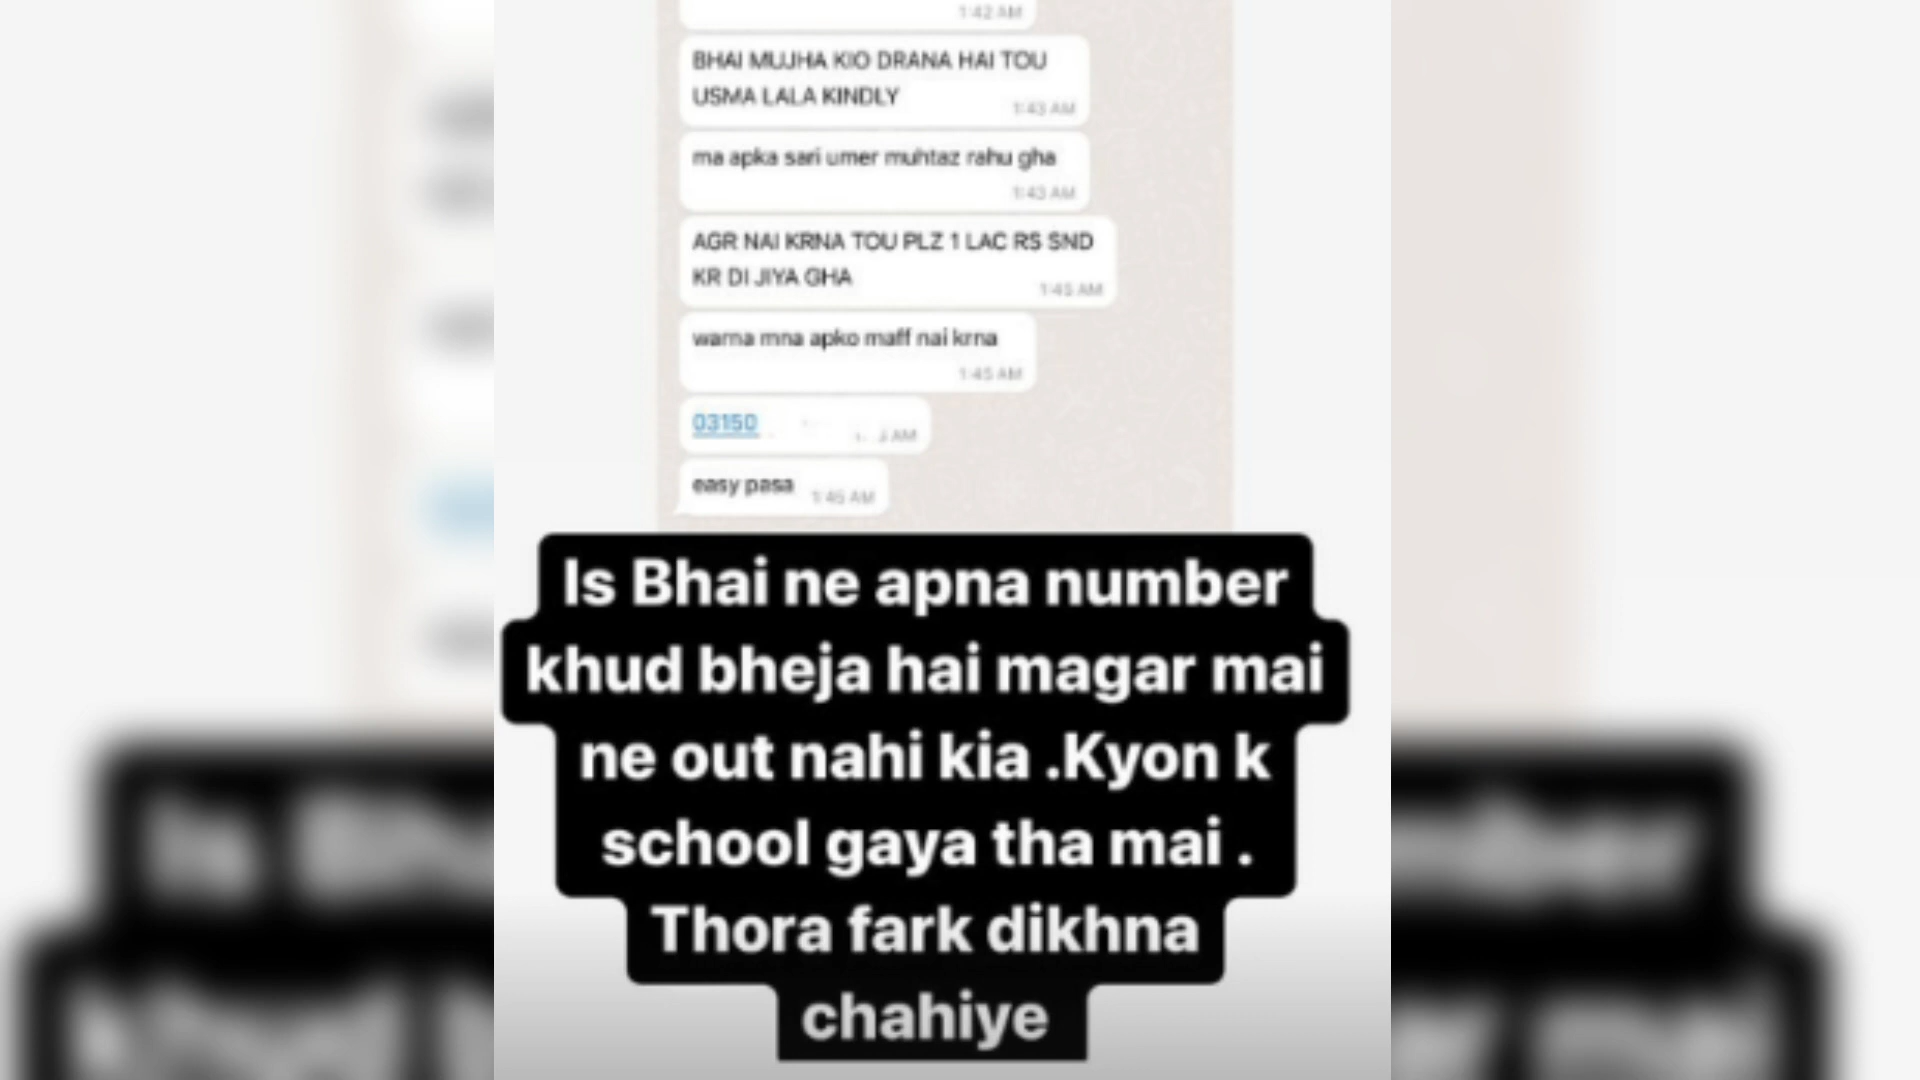 1:42 AM
BHAI MUJHA KIO DRANA HAI TOU
USMA LALA KINDLY
1:43 AM
ma apka sari umer muhtaz rahu gha
1:43 AM
AGR NAI KRNA TOU PLZ 1 LAC RS SND
KR DI JIYA GHA
1:45 AM
warna mna apko maff nai krna
1:45 AM
03150
AM
easy pasa 1:46 AM
Is Bhai ne apna number
khud bheja hai magar mai
ne out nahi kia .Kyon k
school gaya tha mai .
Thora fark dikhna
chahiye